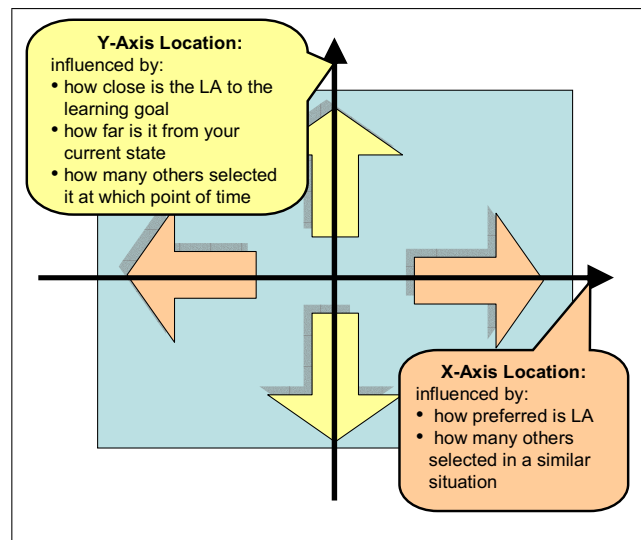 Y-Axis Location:
influenced by:
• how close is the LA to the
learning goal
• how far is it from your
current state
• how many others selected
it at which point of time
X-Axis Location:
influenced by:
• how preferred is LA
• how many others
selected in a similar
situation